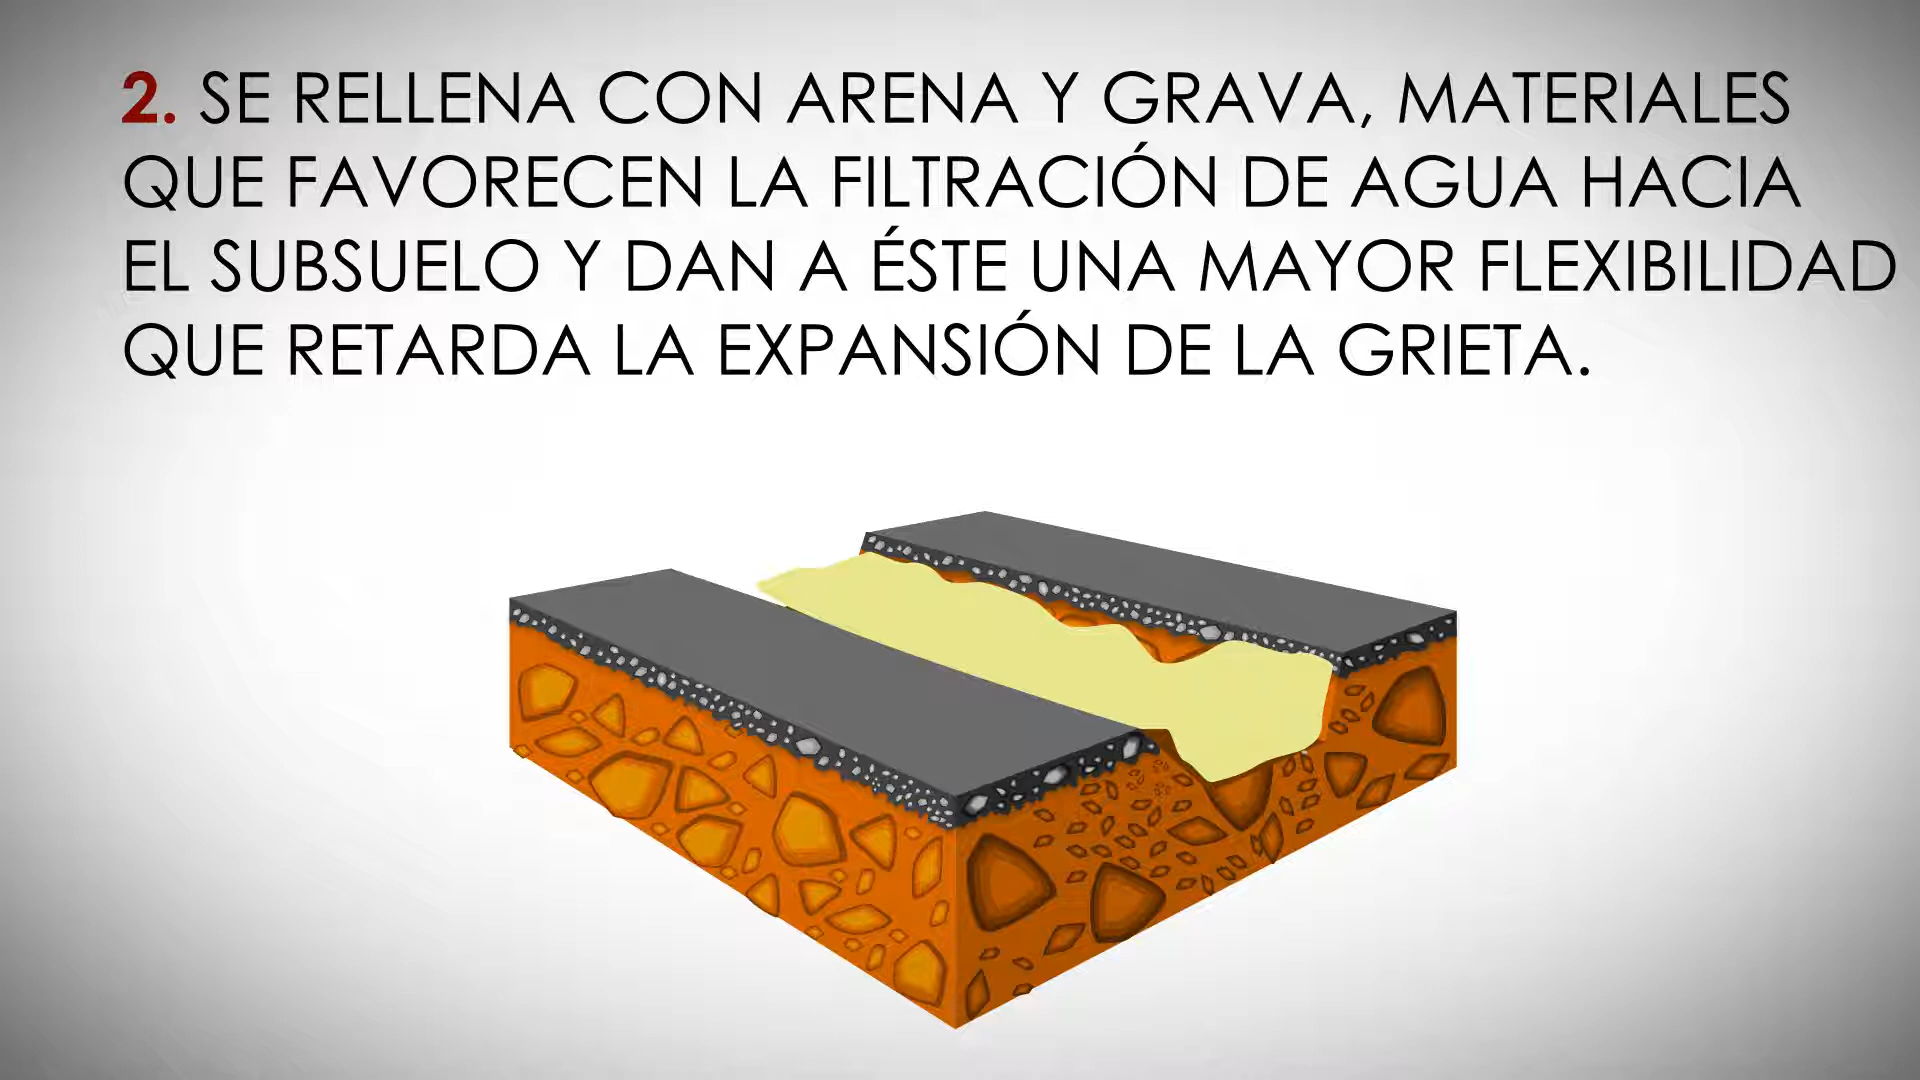 2. SE RELLENA CON ARENA Y GRAVA, MATERIALES
QUE FAVORECEN LA FILTRACIÓN DE AGUA HACIA
EL SUBSUELO Y DAN A ÉSTE UNA MAYOR FLEXIBILIDAD
QUE RETARDA LA EXPANSIÓN DE LA GRIETA.